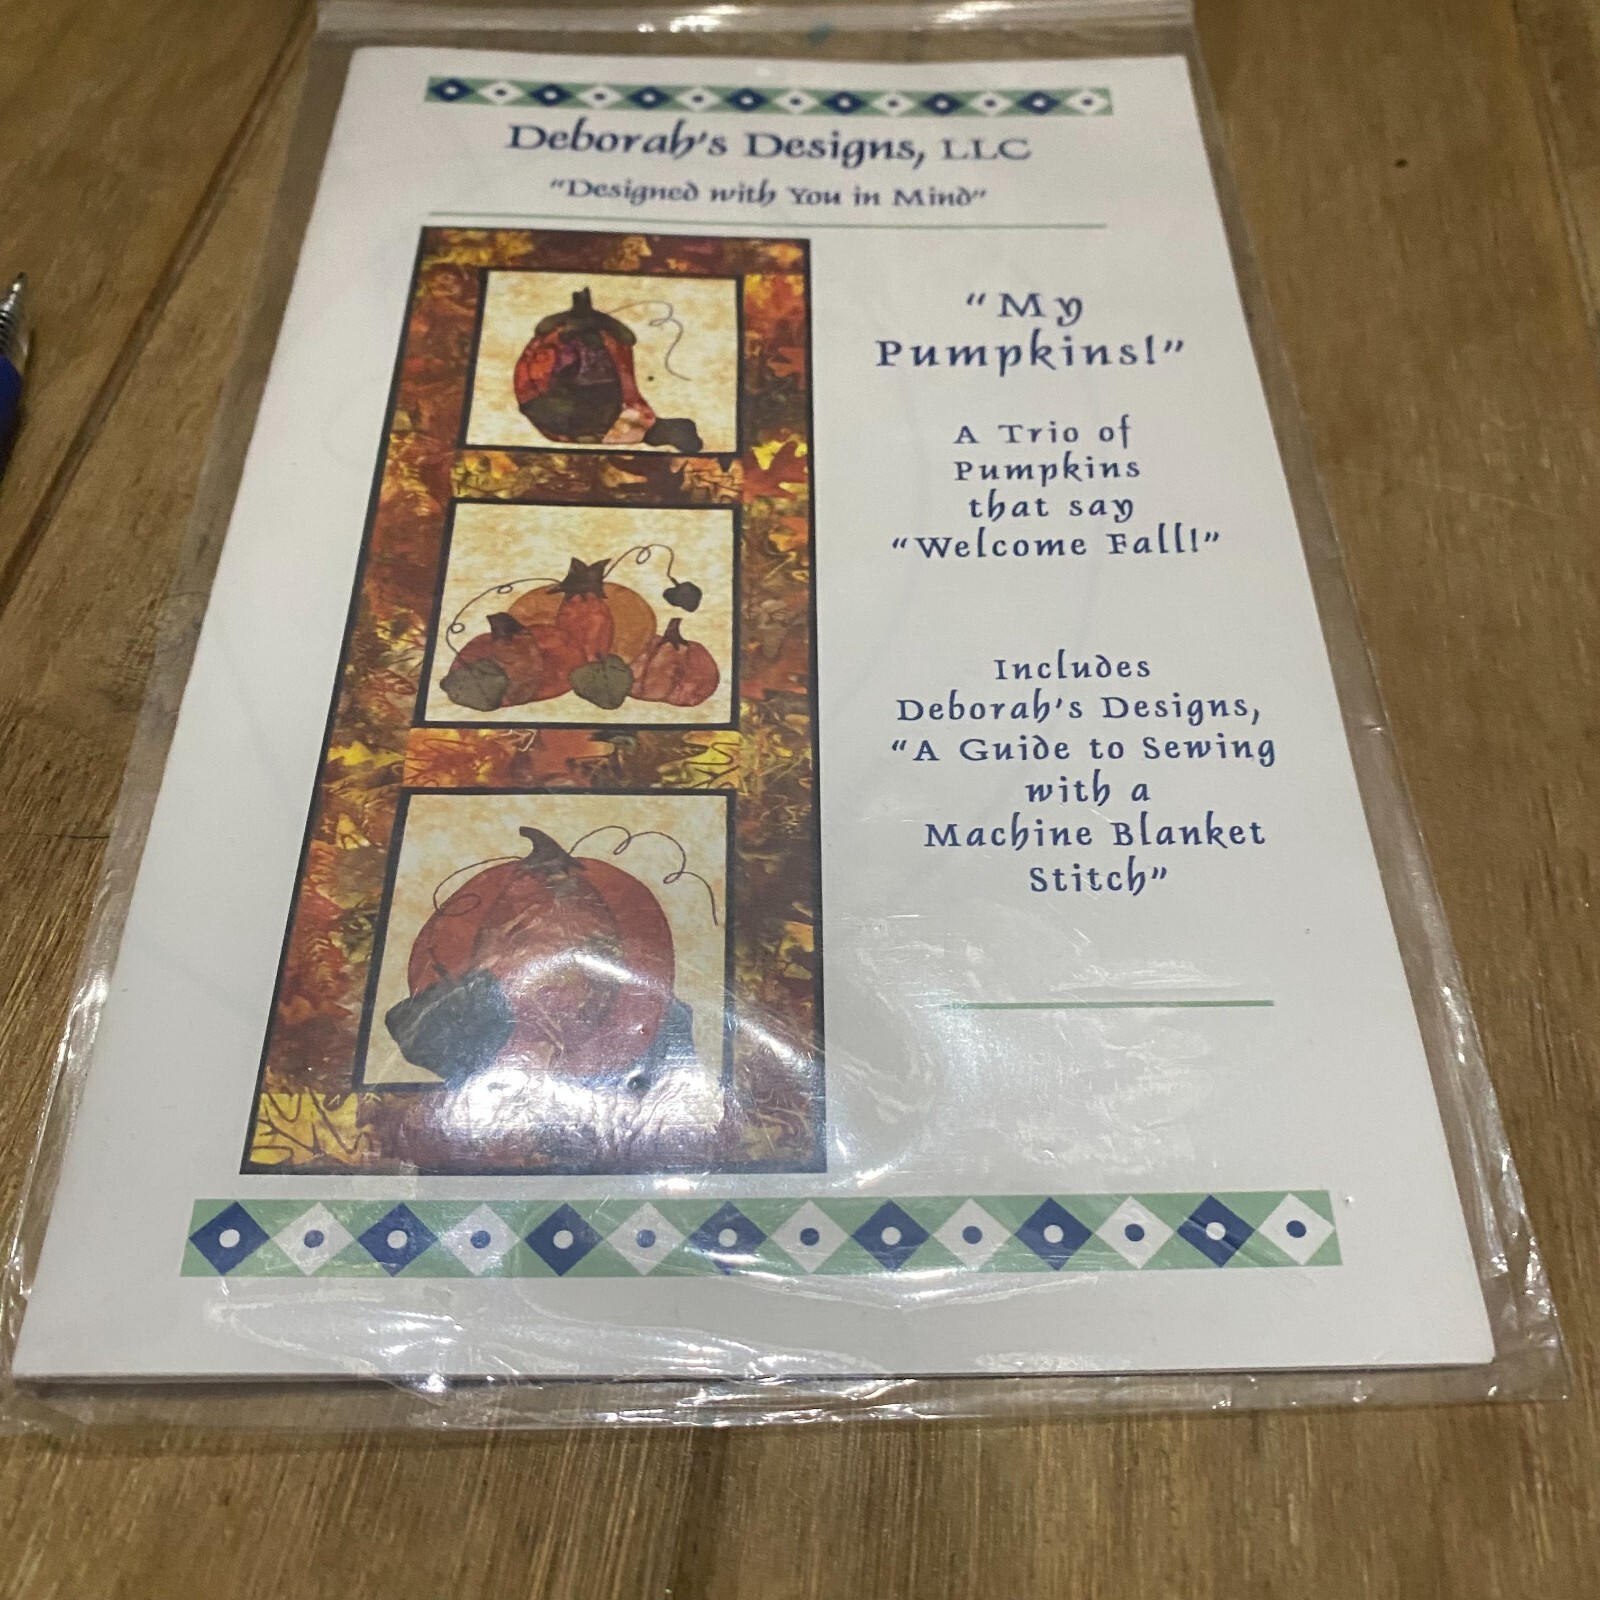 Deborah's Designs, LLC
"Designed with You in Mind"
"My
Pumpkins!"
A Trio of
Pumpkins
that say
"Welcome Fall!"
Includes
Deborah's Designs,
"A Guide to Sewing
with a
Machine Blanket
Stitch"